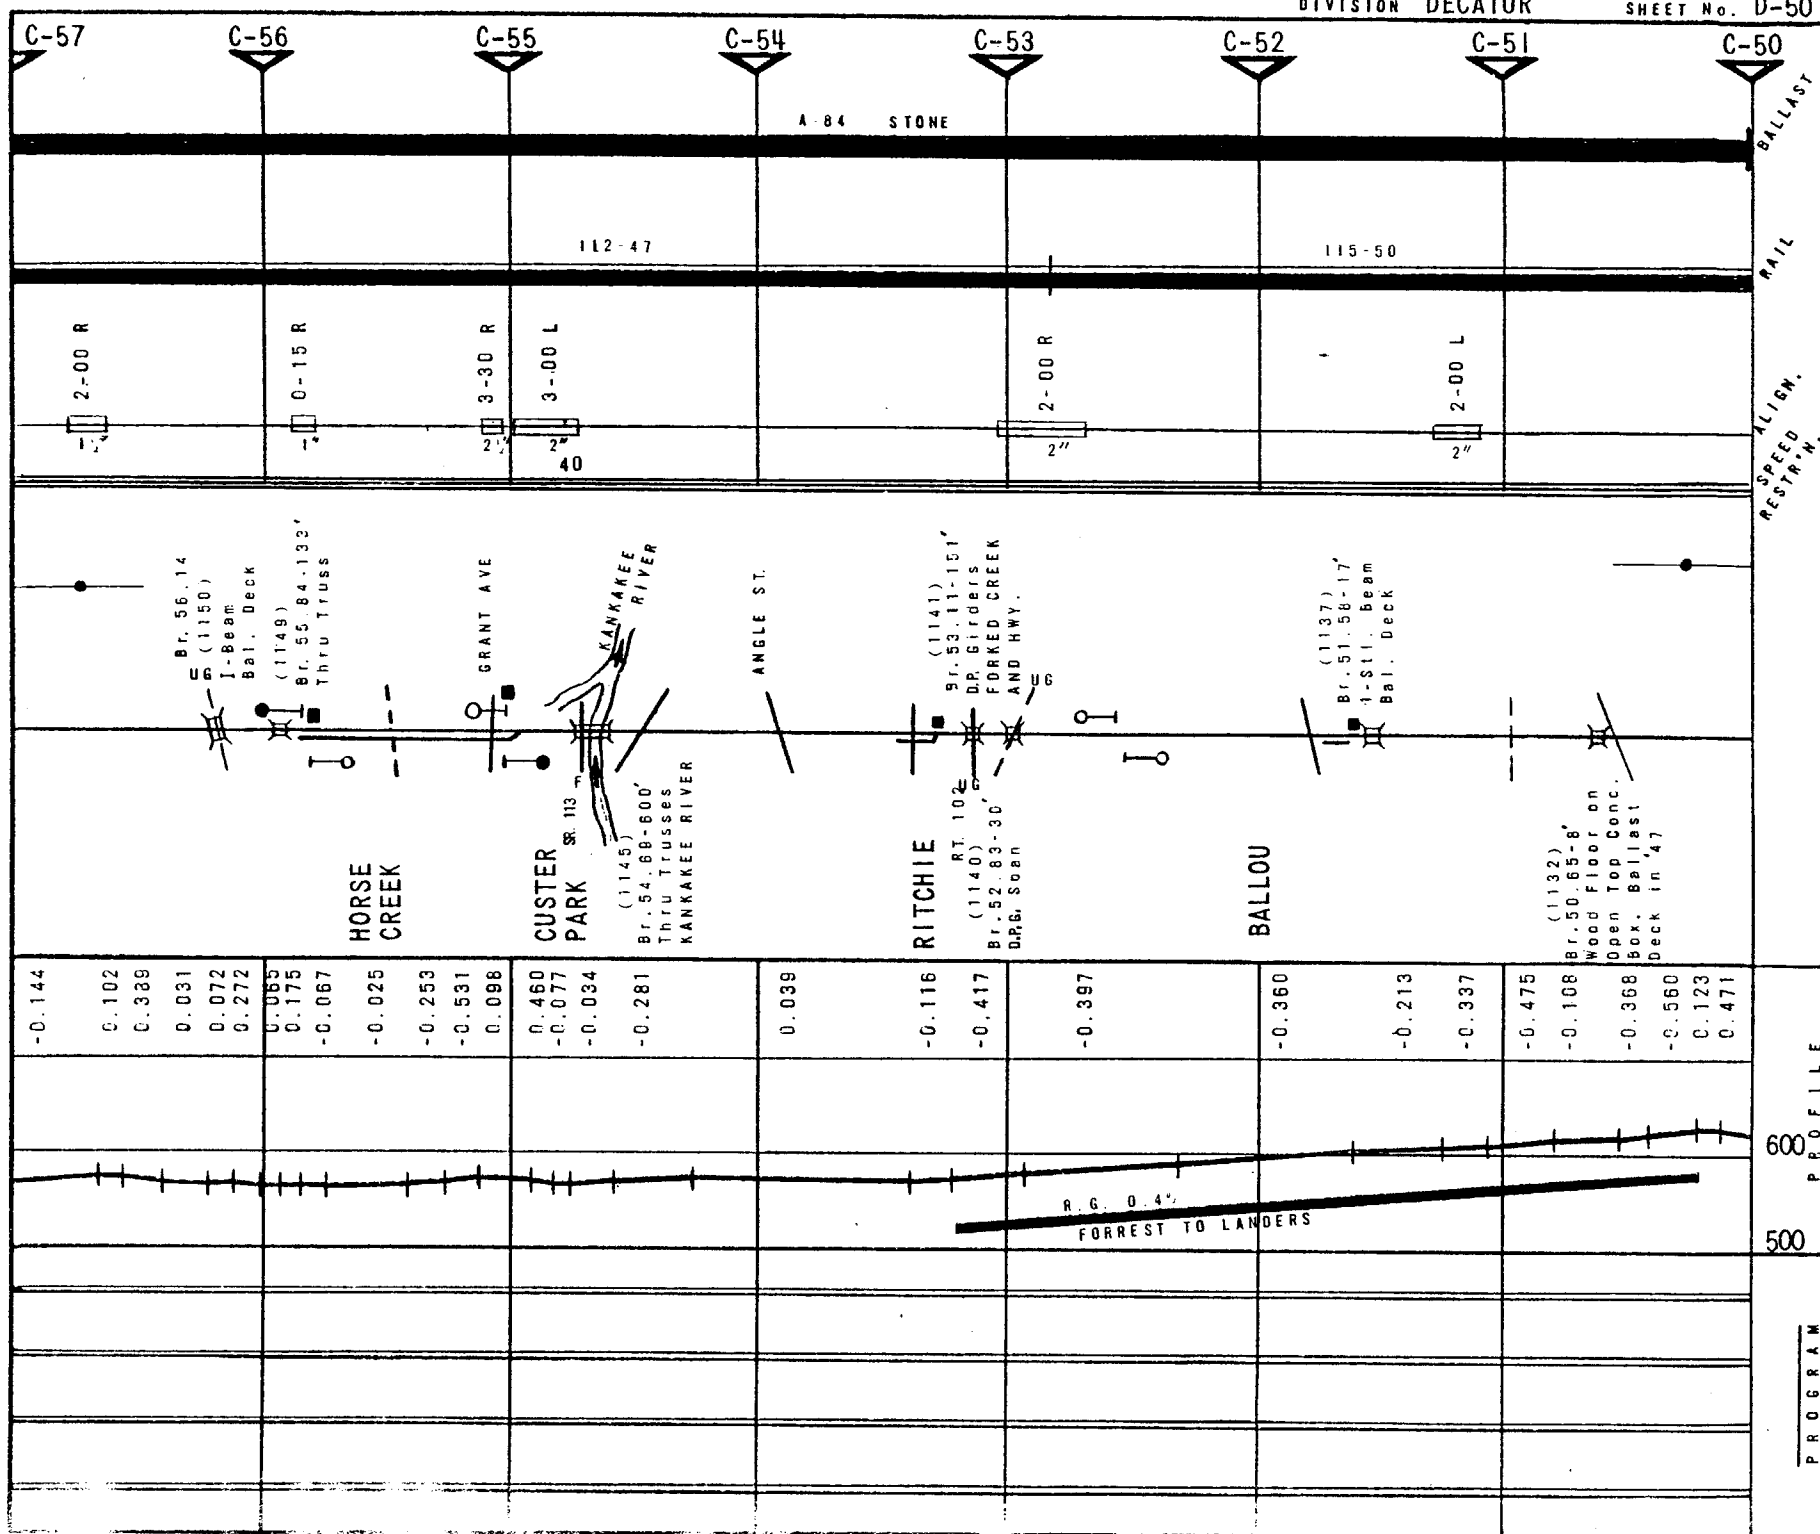 DIVISION DECATUR SHEET No. D-50
C-57 C-56 C-55 C-54 C-53 C-52 C-51 C-50
A-84 STONE
BALLAST
112-47
115-50
RAIL
2-00 R
0-15 R
3-30 R
3-00 L
2-00 R
2-00 L
1½"
1"
2½"
2"
2"
2"
ALIGN.
40
SPEED
RESTR'N.
Br. 56.14
UG (1150)
I-Beam
Bal. Deck
(1149)
Br. 55.84-133'
Thru Truss
GRANT AVE
KANKAKEE
RIVER
ANGLE ST.
(1141)
Br. 53.11-151'
D.P. Girders
FORKED CREEK
AND HWY.
UG
(1137)
Br. 51.58-17'
1-Stl. Beam
Bal. Deck
HORSE
CREEK
CUSTER
PARK
SR. 113
F
(1145)
Br. 54.69-600'
Thru Trusses
KANKAKEE RIVER
RITCHIE
RT. 102
(1140)
Br. 52.83-30'
D.P.G. Span
BALLOU
(1132)
Br. 50.65-8'
Wood Floor on
Open Top Conc.
Box. Ballast
Deck in '47
-0.144
0.102
0.389
0.031
0.072
0.272
0.065
0.175
-0.067
-0.025
-0.253
-0.531
0.098
0.460
-0.077
-0.034
-0.281
0.039
-0.116
-0.417
-0.397
-0.360
-0.213
-0.337
-0.475
-0.108
-0.368
-0.560
0.123
0.471
PROFILE
600
R.G. 0.4%
FORREST TO LANDERS
500
PROGRAM